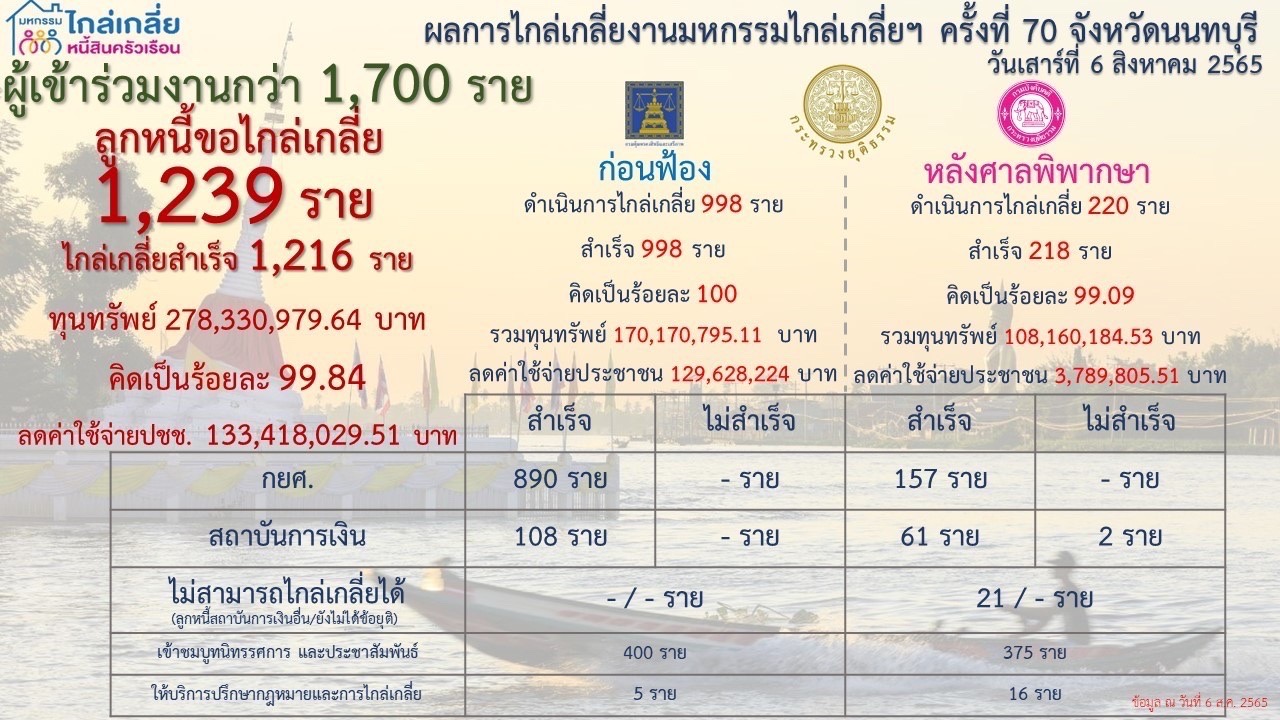 มหกรรม
ไกล่เกลี่ย
หนี้สินครัวเรือน
ผลการไกล่เกลี่ยงานมหกรรมไกล่เกลี่ยฯ ครั้งที่ 70 จังหวัดนนทบุรี
วันเสาร์ที่ 6 สิงหาคม 2565
ผู้เข้าร่วมงานกว่า 1,700 ราย
ลูกหนี้ขอไกล่เกลี่ย
1,239 ราย
ไกล่เกลี่ยสำเร็จ 1,216 ราย
ทุนทรัพย์ 278,330,979.64 บาท
คิดเป็นร้อยละ 99.84
ลดค่าใช้จ่ายปชช. 133,418,029.51 บาท
กระทรวงยุติธรรม
ก่อนฟ้อง
ดำเนินการไกล่เกลี่ย 998 ราย
สำเร็จ 998 ราย
คิดเป็นร้อยละ 100
รวมทุนทรัพย์ 170,170,795.11 บาท
ลดค่าใช้จ่ายประชาชน 129,628,224 บาท
กรมบังคับคดี
กระทรวงยุติธรรม
หลังศาลพิพากษา
ดำเนินการไกล่เกลี่ย 220 ราย
สำเร็จ 218 ราย
คิดเป็นร้อยละ 99.09
รวมทุนทรัพย์ 108,160,184.53 บาท
ลดค่าใช้จ่ายประชาชน 3,789,805.51 บาท
สำเร็จ ไม่สำเร็จ สำเร็จ ไม่สำเร็จ
กยศ. 890 ราย - ราย 157 ราย - ราย
สถาบันการเงิน 108 ราย - ราย 61 ราย 2 ราย
ไม่สามารถไกล่เกลี่ยได้ - / - ราย 21 / - ราย
(ลูกหนี้สถาบันการเงินอื่น/ยังไม่ได้ข้อยุติ)
เข้าชมบูทนิทรรศการ และประชาสัมพันธ์ 400 ราย 375 ราย
ให้บริการปรึกษากฎหมายและการไกล่เกลี่ย 5 ราย 16 ราย
ข้อมูล ณ วันที่ 6 ส.ค. 2565